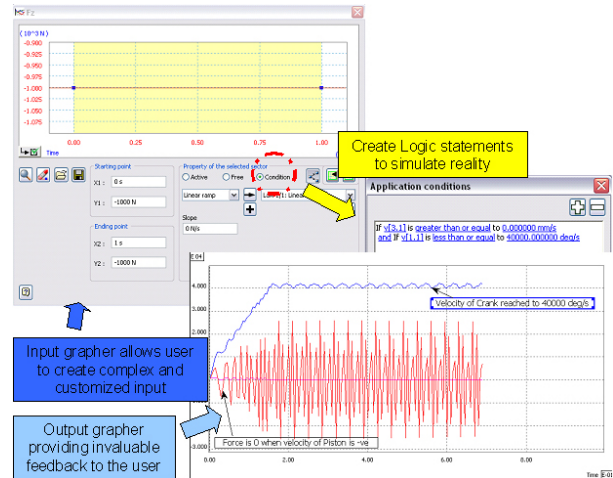 Fz
(10^3 N)
-0.900
-0.925
-0.950
-0.975
-1.000
-1.025
-1.050
-1.075
0.00 0.25 0.50 0.75 1.00
Time
Starting point
X1: 0 s
Y1: -1000 N
Ending point
X2: 1 s
Y2: -1000 N
Property of the selected sector
Active Free Condition
Linear ramp
Slope
0 N/s
Create Logic statements
to simulate reality
Application conditions
If v[3,1] is greater than or equal to 0.000000 mm/s
and If v[1,1] is less than or equal to 40000.000000 deg/s
E 04
4.000
3.000
2.000
1.000
-3.000
0.00 2.00 4.00 6.00 8.00
Time E-01
Velocity of Crank reached to 40000 deg/s
Force is 0 when velocity of Piston is -ve
Input grapher allows user
to create complex and
customized input
Output grapher
providing invaluable
feedback to the user